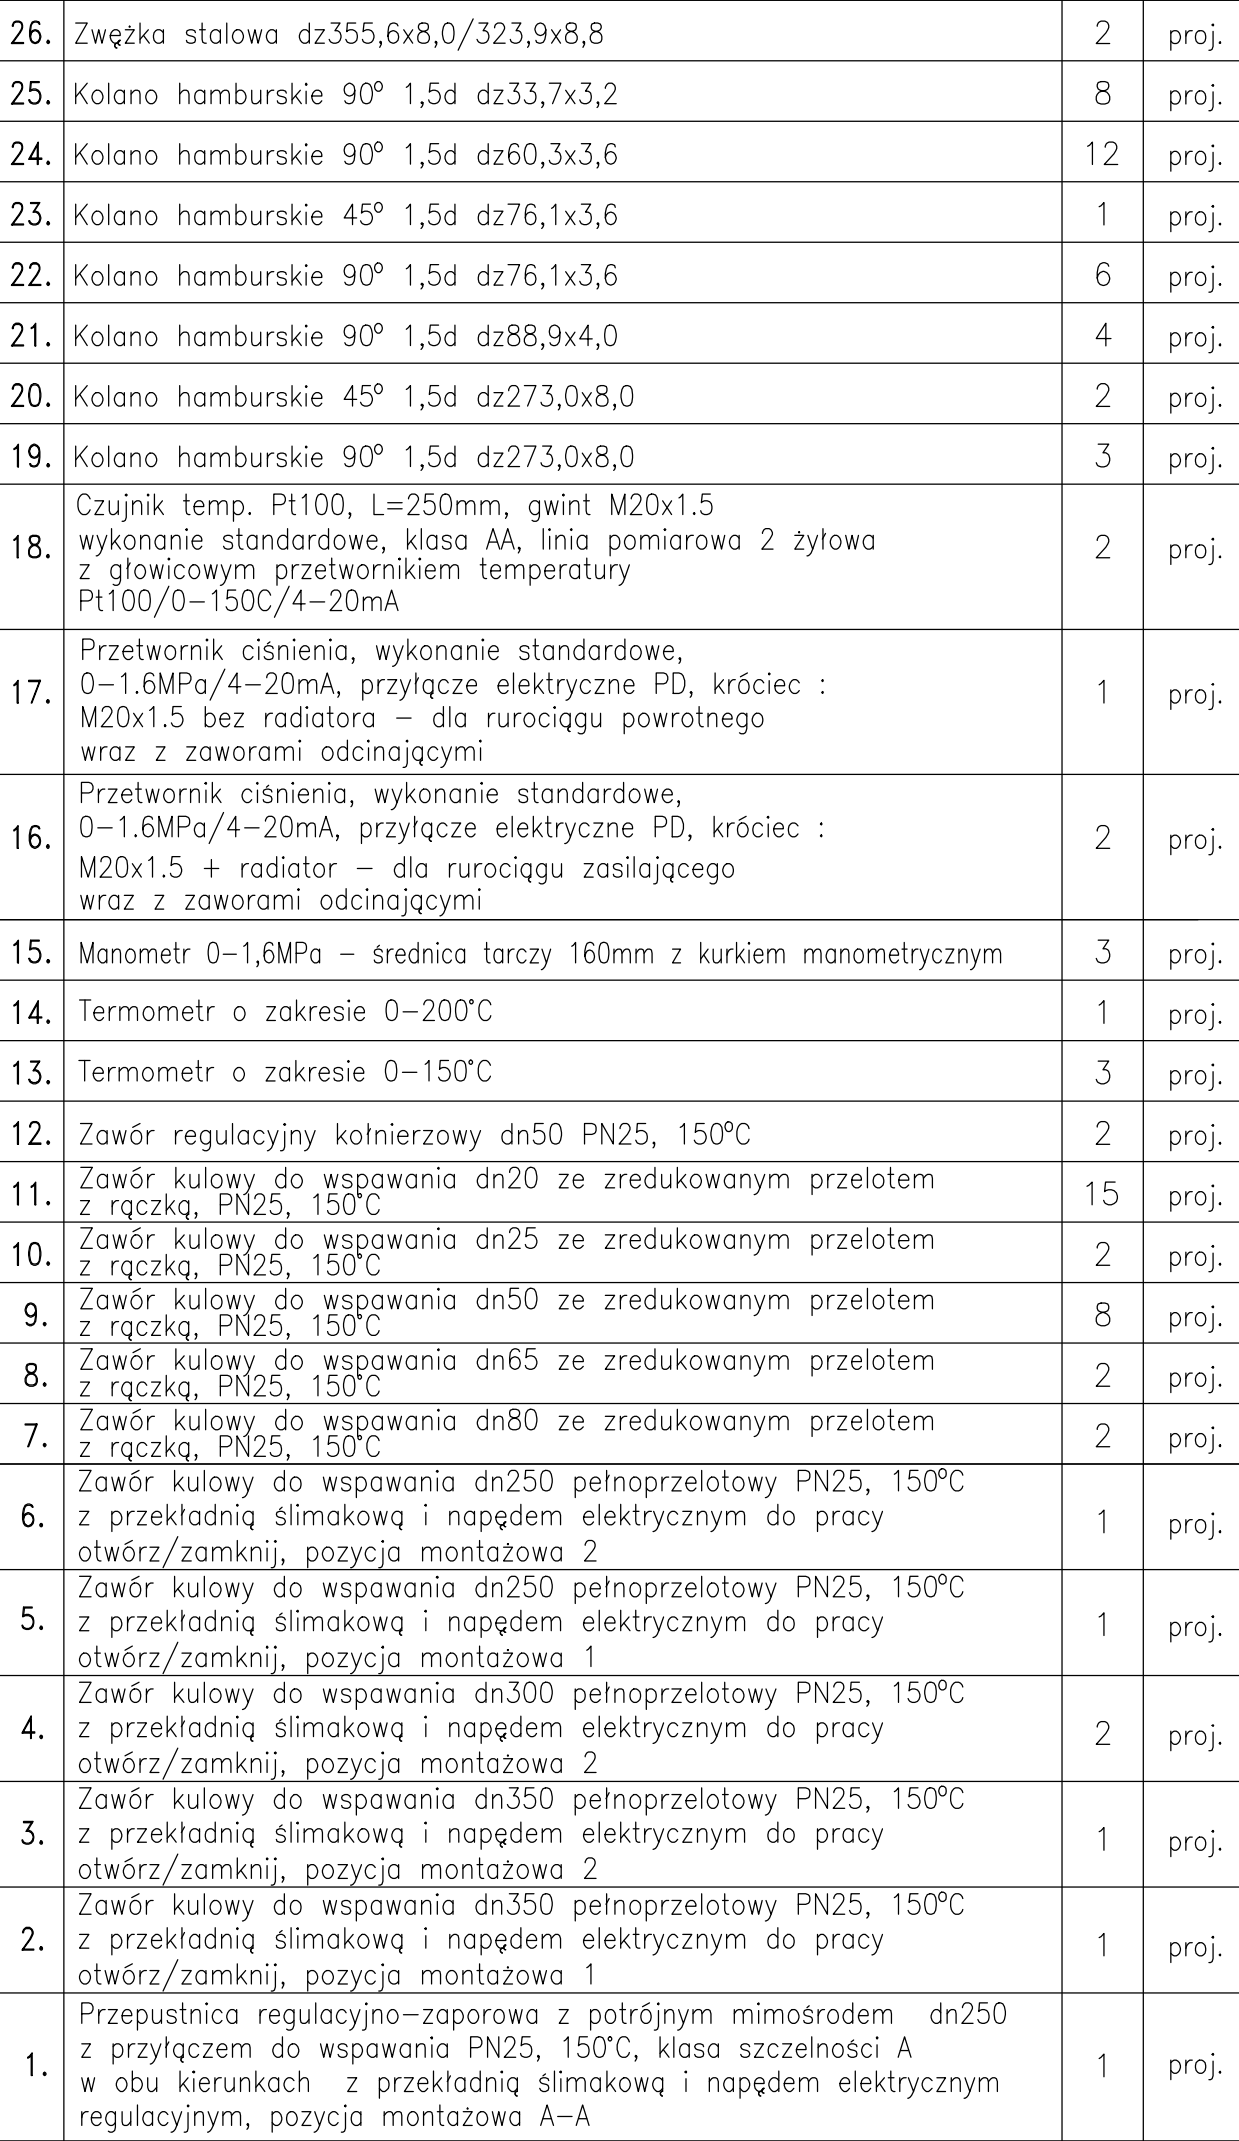 26. Zwężka stalowa dz355,6x8,0/323,9x8,8 2 proj.
25. Kolano hamburskie 90° 1,5d dz33,7x3,2 8 proj.
24. Kolano hamburskie 90° 1,5d dz60,3x3,6 12 proj.
23. Kolano hamburskie 45° 1,5d dz76,1x3,6 1 proj.
22. Kolano hamburskie 90° 1,5d dz76,1x3,6 6 proj.
21. Kolano hamburskie 90° 1,5d dz88,9x4,0 4 proj.
20. Kolano hamburskie 45° 1,5d dz273,0x8,0 2 proj.
19. Kolano hamburskie 90° 1,5d dz273,0x8,0 3 proj.
18. Czujnik temp. Pt100, L=250mm, gwint M20x1.5
wykonanie standardowe, klasa AA, linia pomiarowa 2 żyłowa
z głowicowym przetwornikiem temperatury
Pt100/0-150C/4-20mA 2 proj.
17. Przetwornik ciśnienia, wykonanie standardowe,
0-1.6MPa/4-20mA, przyłącze elektryczne PD, króciec :
M20x1.5 bez radiatora - dla rurociągu powrotnego
wraz z zaworami odcinającymi 1 proj.
16. Przetwornik ciśnienia, wykonanie standardowe,
0-1.6MPa/4-20mA, przyłącze elektryczne PD, króciec :
M20x1.5 + radiator - dla rurociągu zasilającego
wraz z zaworami odcinającymi 2 proj.
15. Manometr 0-1,6MPa - średnica tarczy 160mm z kurkiem manometrycznym 3 proj.
14. Termometr o zakresie 0-200°C 1 proj.
13. Termometr o zakresie 0-150°C 3 proj.
12. Zawór regulacyjny kołnierzowy dn50 PN25, 150°C 2 proj.
11. Zawór kulowy do wspawania dn20 ze zredukowanym przelotem
z rączką, PN25, 150°C 15 proj.
10. Zawór kulowy do wspawania dn25 ze zredukowanym przelotem
z rączką, PN25, 150°C 2 proj.
9. Zawór kulowy do wspawania dn50 ze zredukowanym przelotem
z rączką, PN25, 150°C 8 proj.
8. Zawór kulowy do wspawania dn65 ze zredukowanym przelotem
z rączką, PN25, 150°C 2 proj.
7. Zawór kulowy do wspawania dn80 ze zredukowanym przelotem
z rączką, PN25, 150°C 2 proj.
6. Zawór kulowy do wspawania dn250 pełnoprzelotowy PN25, 150°C
z przekładnią ślimakową i napędem elektrycznym do pracy
otwórz/zamknij, pozycja montażowa 2 1 proj.
5. Zawór kulowy do wspawania dn250 pełnoprzelotowy PN25, 150°C
z przekładnią ślimakową i napędem elektrycznym do pracy
otwórz/zamknij, pozycja montażowa 1 1 proj.
4. Zawór kulowy do wspawania dn300 pełnoprzelotowy PN25, 150°C
z przekładnią ślimakową i napędem elektrycznym do pracy
otwórz/zamknij, pozycja montażowa 2 2 proj.
3. Zawór kulowy do wspawania dn350 pełnoprzelotowy PN25, 150°C
z przekładnią ślimakową i napędem elektrycznym do pracy
otwórz/zamknij, pozycja montażowa 2 1 proj.
2. Zawór kulowy do wspawania dn350 pełnoprzelotowy PN25, 150°C
z przekładnią ślimakową i napędem elektrycznym do pracy
otwórz/zamknij, pozycja montażowa 1 1 proj.
1. Przepustnica regulacyjno-zaporowa z potrójnym mimośrodem dn250
z przyłączem do wspawania PN25, 150°C, klasa szczelności A
w obu kierunkach z przekładnią ślimakową i napędem elektrycznym
regulacyjnym, pozycja montażowa A-A 1 proj.